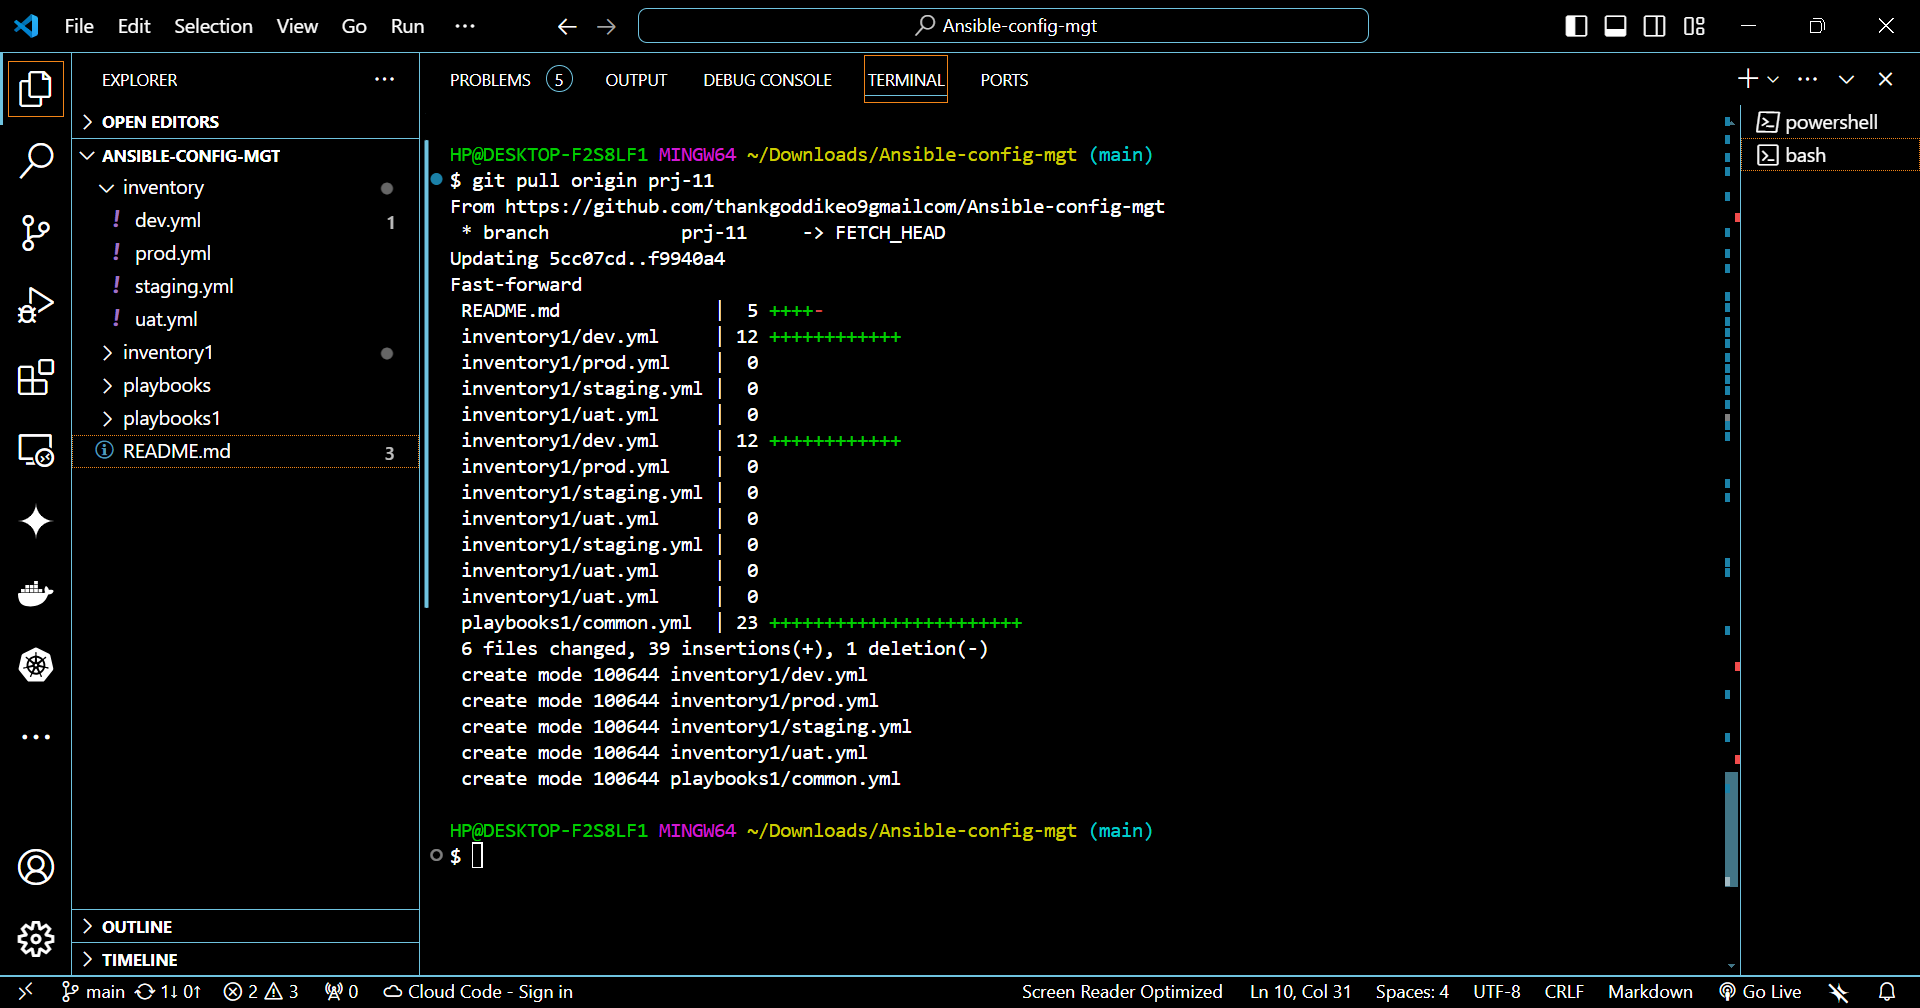 File Edit Selection View Go Run ··· Ansible-config-mgt
EXPLORER ···
OPEN EDITORS
ANSIBLE-CONFIG-MGT
inventory
! dev.yml 1
! prod.yml
! staging.yml
! uat.yml
inventory1
playbooks
playbooks1
README.md 3
OUTLINE
TIMELINE
PROBLEMS 5 OUTPUT DEBUG CONSOLE TERMINAL PORTS
HP@DESKTOP-F2S8LF1 MINGW64 ~/Downloads/Ansible-config-mgt (main)
$ git pull origin prj-11
From https://github.com/thankgoddikeo9gmailcom/Ansible-config-mgt
* branch prj-11 -> FETCH_HEAD
Updating 5cc07cd..f9940a4
Fast-forward
README.md | 5 ++++-
inventory1/dev.yml | 12 ++++++++++++
inventory1/prod.yml | 0
inventory1/staging.yml | 0
inventory1/uat.yml | 0
inventory1/dev.yml | 12 ++++++++++++
inventory1/prod.yml | 0
inventory1/staging.yml | 0
inventory1/uat.yml | 0
inventory1/staging.yml | 0
inventory1/uat.yml | 0
inventory1/uat.yml | 0
playbooks1/common.yml | 23 +++++++++++++++++++++++
6 files changed, 39 insertions(+), 1 deletion(-)
create mode 100644 inventory1/dev.yml
create mode 100644 inventory1/prod.yml
create mode 100644 inventory1/staging.yml
create mode 100644 inventory1/uat.yml
create mode 100644 playbooks1/common.yml
HP@DESKTOP-F2S8LF1 MINGW64 ~/Downloads/Ansible-config-mgt (main)
$
powershell
bash
main 1↓ 0↑ 2 3 0 Cloud Code - Sign in Screen Reader Optimized Ln 10, Col 31 Spaces: 4 UTF-8 CRLF Markdown Go Live